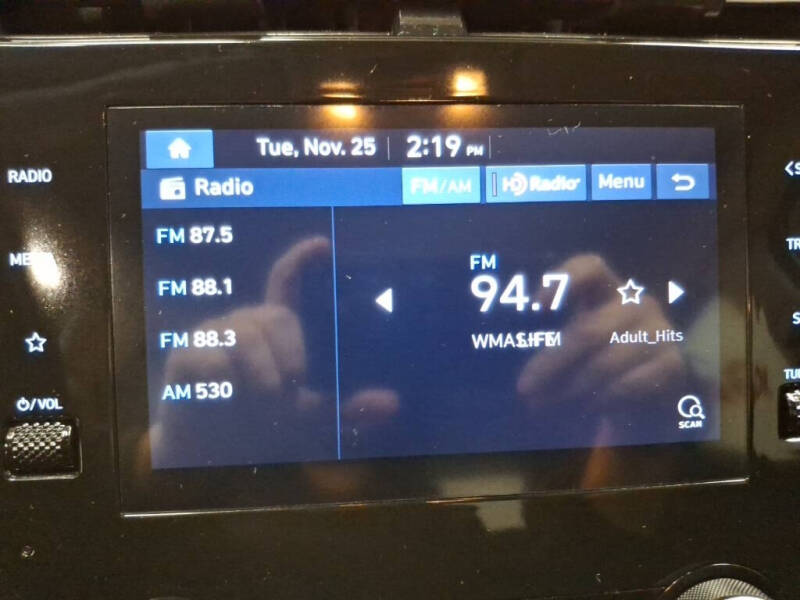 Tue, Nov. 25 2:19 PM
RADIO
Radio FM/AM HD Radio Menu
FM 87.5
FM 88.1
FM 88.3
AM 530
FM
94.7
Adult_Hits
SCAN
/VOL